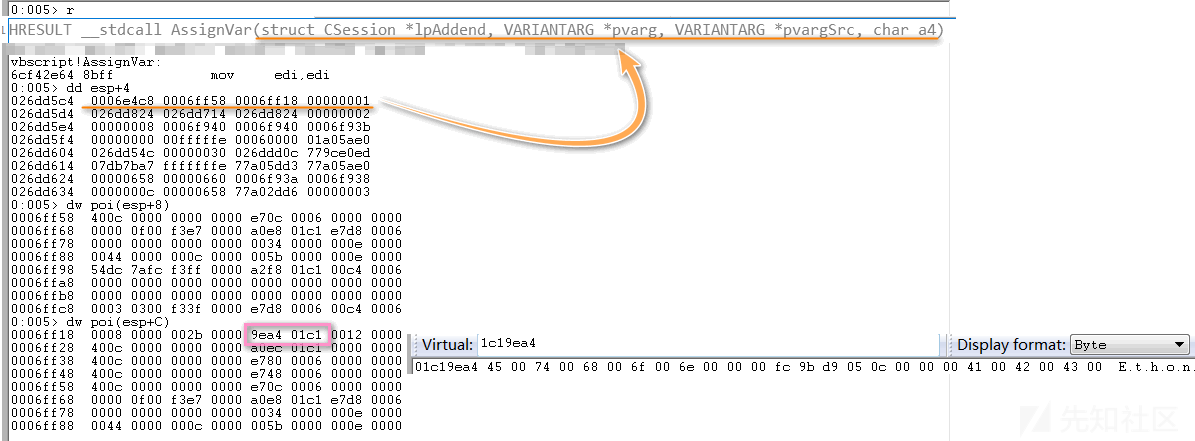 0:005> r
HRESULT __stdcall AssignVar(struct CSession *lpAddend, VARIANTARG *pvarg, VARIANTARG *pvargSrc, char a4)
vbscript!AssignVar:
6cf42e64 8bff mov edi,edi
0:005> dd esp+4
026dd5c4 0006e4c8 0006ff58 0006ff18 00000001
026dd5d4 026dd824 026dd714 026dd824 00000002
026dd5e4 00000008 0006f940 0006f940 0006f93b
026dd5f4 00000000 00fffffe 00060000 01a05ae0
026dd604 026dd54c 00000030 026ddd0c 779ce0ed
026dd614 07db7ba7 fffffffe 77a05dd3 77a05ae0
026dd624 00000658 00000660 0006f93a 0006f938
026dd634 0000000c 00000658 77a02dd6 00000003
0:005> dw poi(esp+8)
0006ff58 400c 0000 0000 0000 e70c 0006 0000 0000
0006ff68 0000 0f00 f3e7 0000 a0e8 01c1 e7d8 0006
0006ff78 0000 0000 0000 0000 0034 0000 000e 0000
0006ff88 0044 0000 000c 0000 005b 0000 000e 0000
0006ff98 54dc 7afc f3ff 0000 a2f8 01c1 00c4 0006
0006ffa8 0000 0000 0000 0000 0000 0000 0000 0000
0006ffb8 0000 0000 0000 0000 0000 0000 0000 0000
0006ffc8 0003 0300 f33f 0000 e7d8 0006 00c4 0006
0:005> dw poi(esp+C)
0006ff18 0008 0000 002b 0000 9ea4 01c1 0012 0000
0006ff28 400c 0000 0000 0000 a0ec 01c1 0000 0000
0006ff38 400c 0000 0000 0000 e780 0006 0000 0000
0006ff48 400c 0000 0000 0000 e748 0006 0000 0000
0006ff58 400c 0000 0000 0000 e70c 0006 0000 0000
0006ff68 0000 0f00 f3e7 0000 a0e8 01c1 e7d8 0006
0006ff78 0000 0000 0000 0000 0034 0000 000e 0000
0006ff88 0044 0000 000c 0000 005b 0000 000e 0000
Virtual: 1c19ea4 Display format: Byte
01c19ea4 45 00 74 00 68 00 6f 00 6e 00 00 00 fc 9b d9 05 0c 00 00 00 41 00 42 00 43 00 E.t.h.o.n.
先知社区